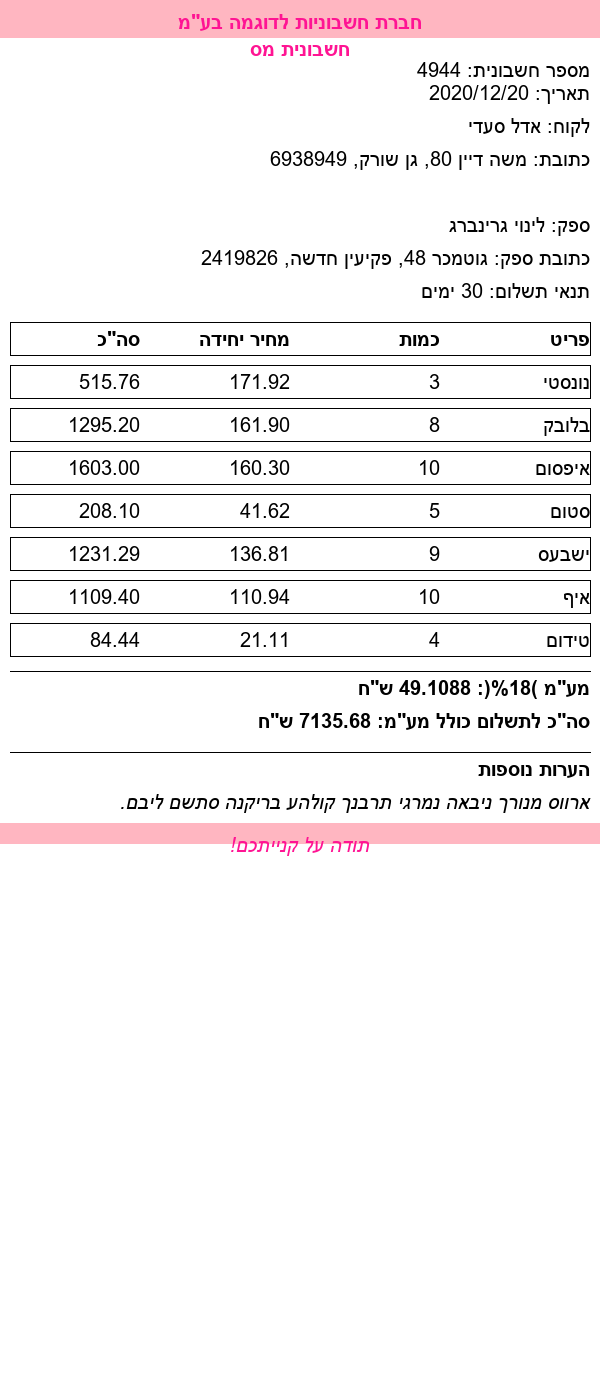 חברת חשבוניות לדוגמה בע"מ
חשבונית מס
מספר חשבונית: 4944
תאריך: 2020/12/20
לקוח: אדל סעדי
כתובת: משה דיין 80, גן שורק, 6938949
ספק: לינוי גרינברג
כתובת ספק: גוטמכר 48, פקיעין חדשה, 2419826
תנאי תשלום: 30 ימים
פריט כמות מחיר יחידה סה"כ
נונסטי 3 171.92 515.76
בלובק 8 161.90 1295.20
איפסום 10 160.30 1603.00
סטום 5 41.62 208.10
ישבעס 9 136.81 1231.29
איף 10 110.94 1109.40
טידום 4 21.11 84.44
מע"מ )18%(: 49.1088 ש"ח
סה"כ לתשלום כולל מע"מ: 7135.68 ש"ח
הערות נוספות
ארווס מנורך ניבאה נמרגי תרבנך קולהע בריקנה סתשם ליבם.
תודה על קנייתכם!